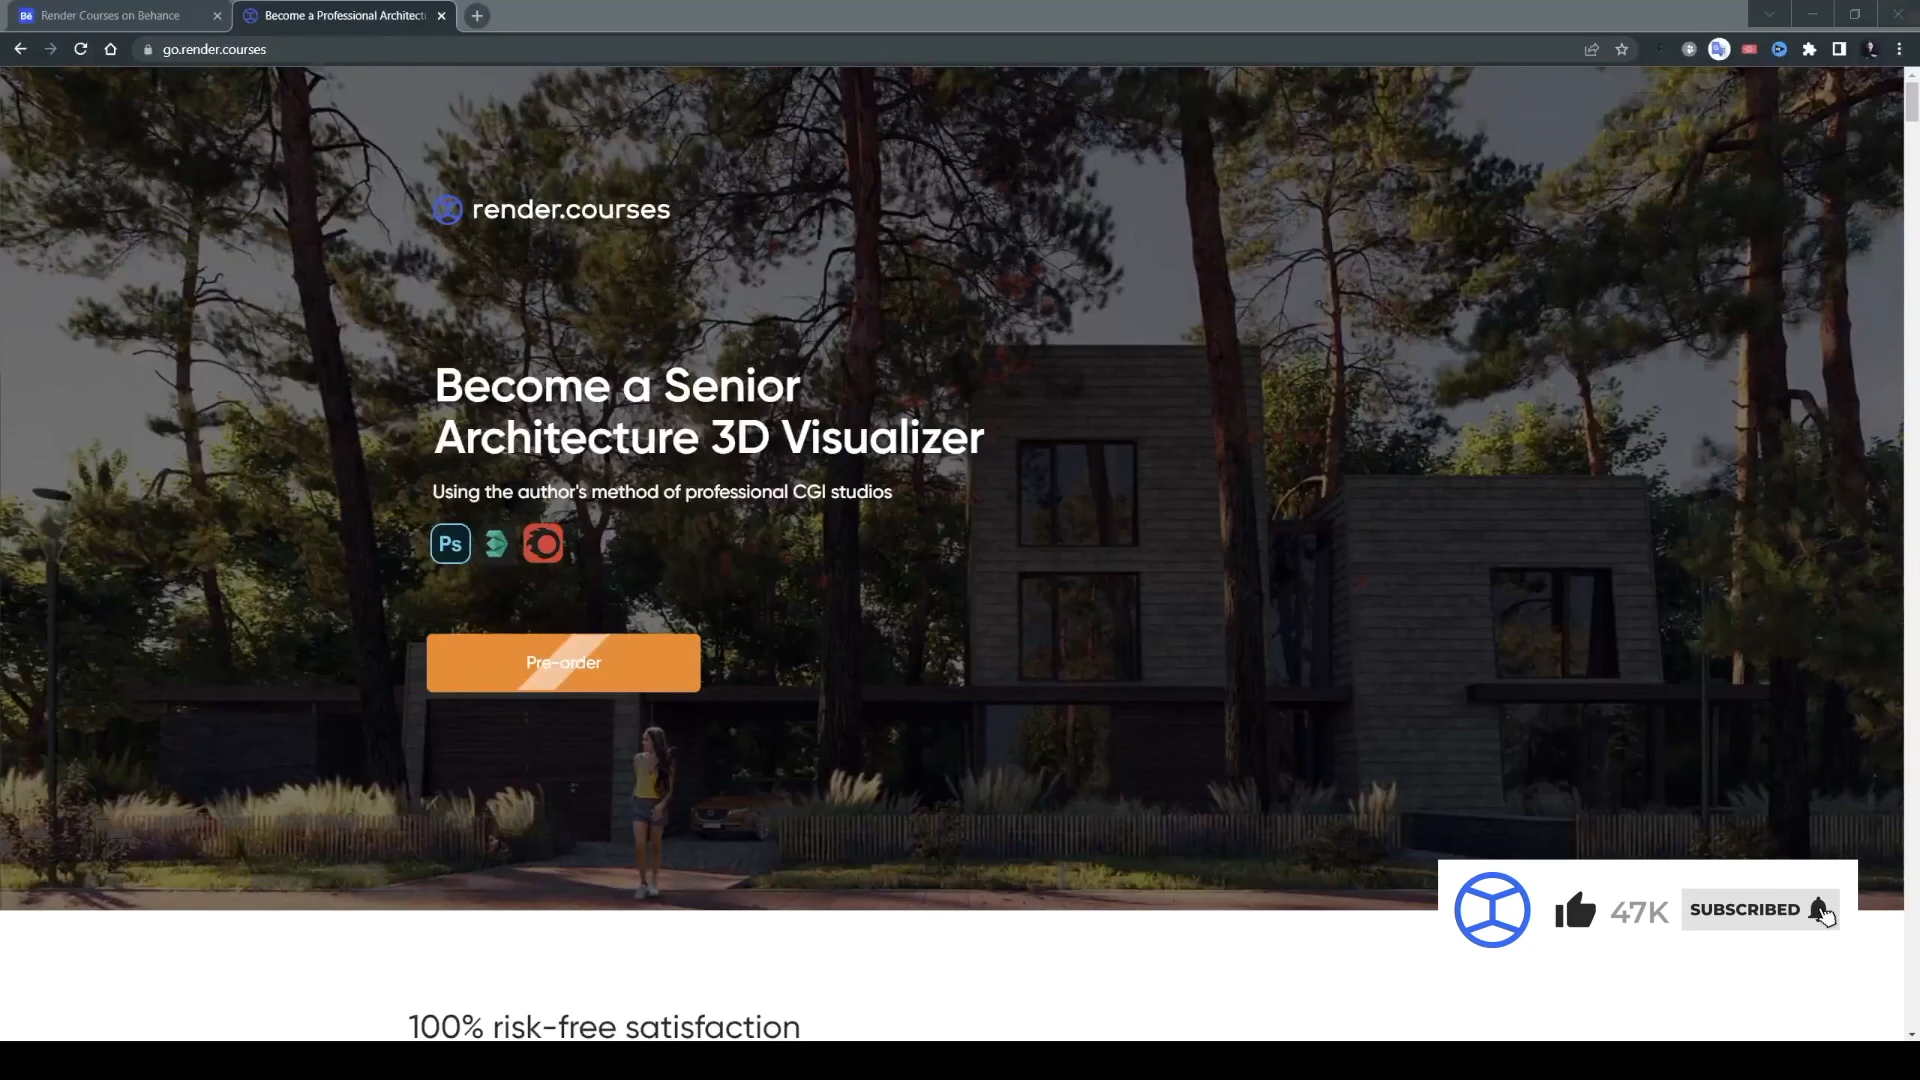 Render Courses on Behance
Become a Professional Architect
go.render.courses
render.courses
Become a Senior
Architecture 3D Visualizer
Using the author's method of professional CGI studios
Ps
Pre-order
47K
SUBSCRIBED
100% risk-free satisfaction